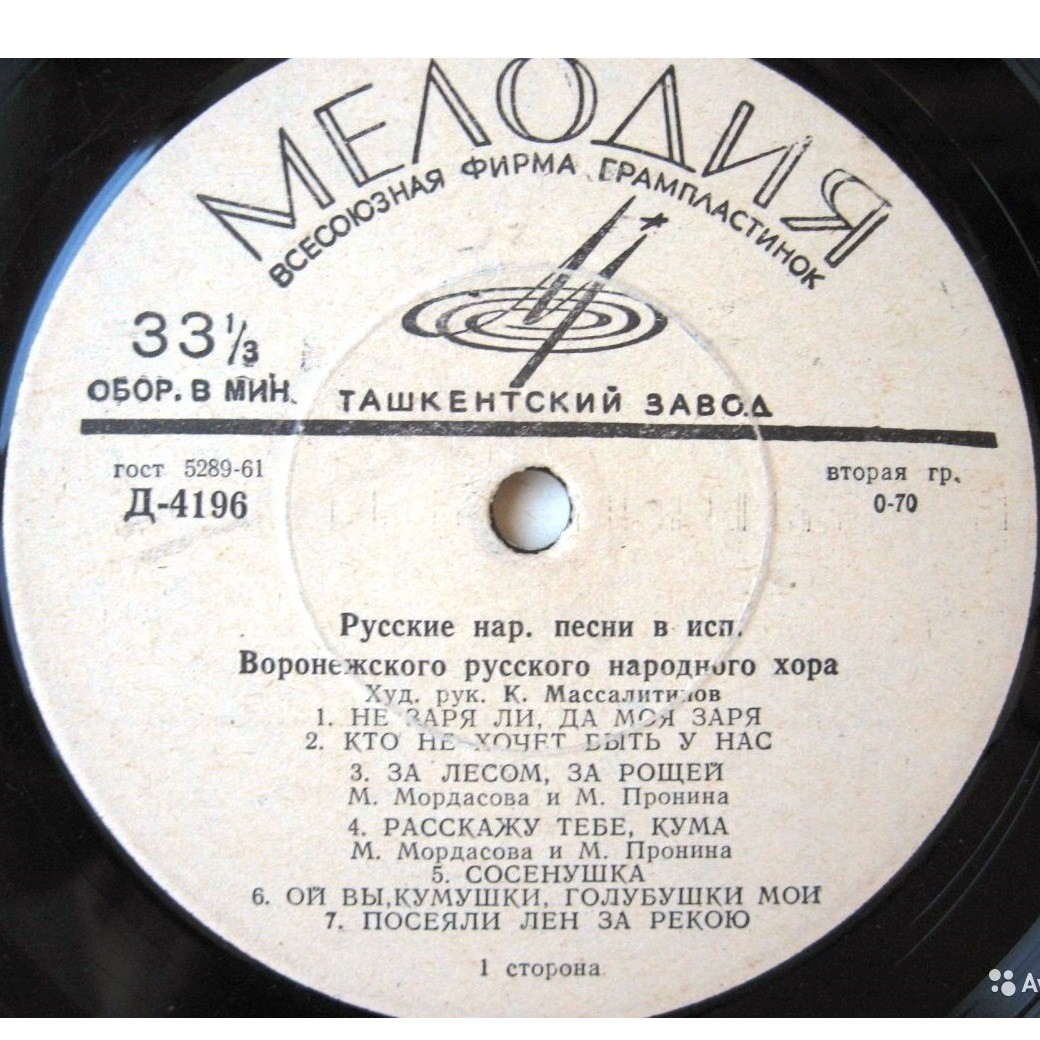 МЕЛОДИЯ
ВСЕСОЮЗНАЯ ФИРМА ГРАМПЛАСТИНОК
33 1/3
ОБОР. В МИН.
ТАШКЕНТСКИЙ ЗАВОД
гост 5289-61
Д-4196
вторая гр.
0-70
Русские нар. песни в исп.
Воронежского русского народного хора
Худ. рук. К. Массалитинов
1. НЕ ЗАРЯ ЛИ, ДА МОЯ ЗАРЯ
2. КТО НЕ ХОЧЕТ БЫТЬ У НАС
3. ЗА ЛЕСОМ, ЗА РОЩЕЙ
М. Мордасова и М. Пронина
4. РАССКАЖУ ТЕБЕ, КУМА
М. Мордасова и М. Пронина
5. СОСЕНУШКА
6. ОЙ ВЫ,КУМУШКИ, ГОЛУБУШКИ МОИ
7. ПОСЕЯЛИ ЛЕН ЗА РЕКОЮ
1 сторона